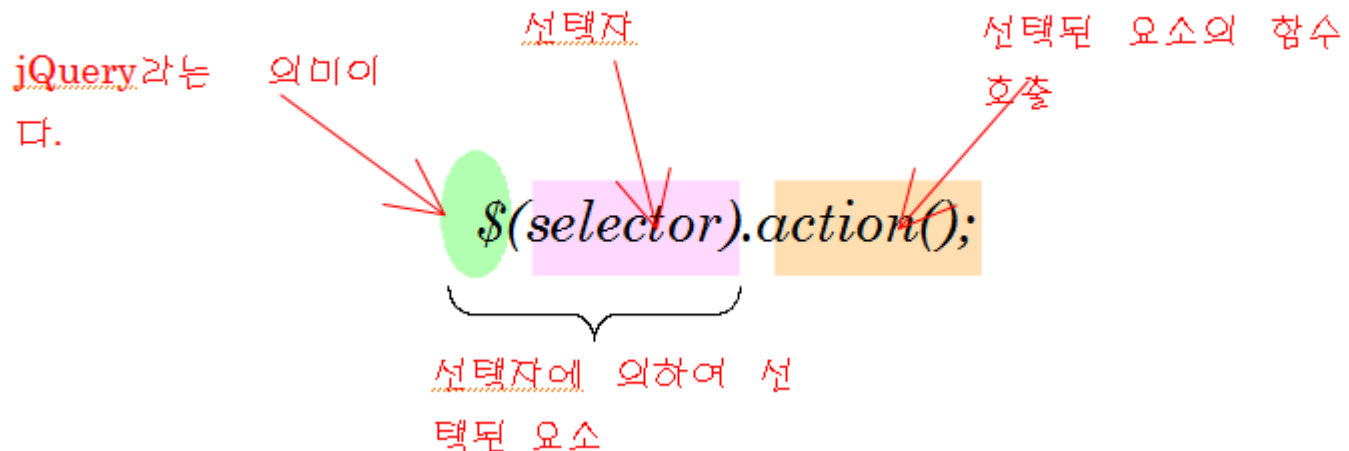 jQuery라는 의미이
다.
선택자
선택된 요소의 함수
호출
$(selector).action();
선택자에 의하여 선
택된 요소